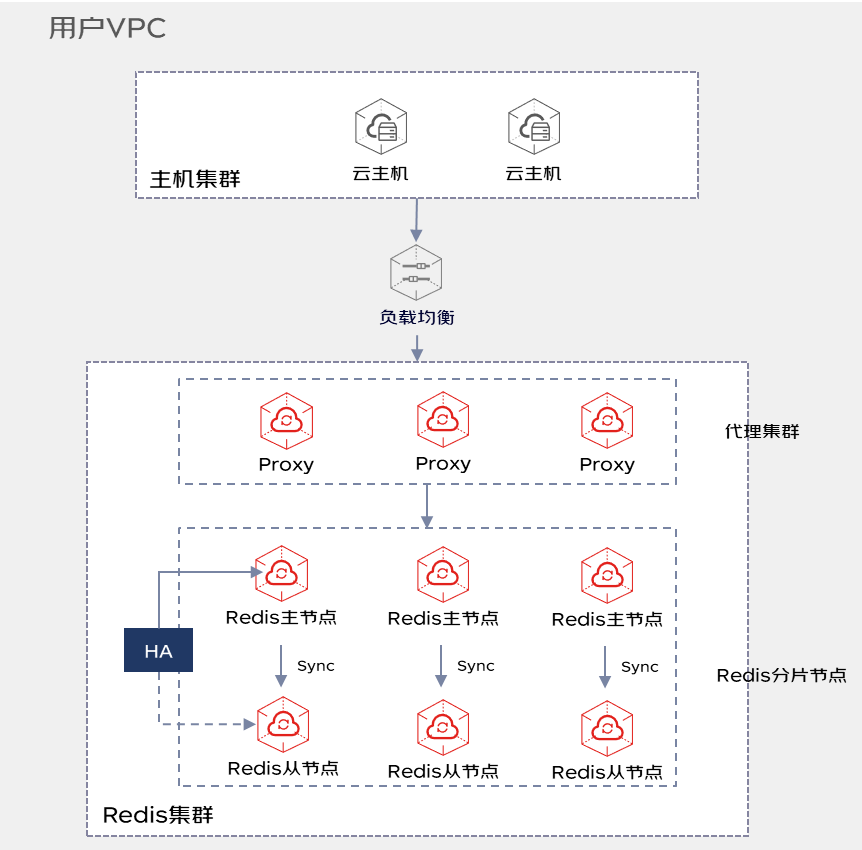 用户VPC
云主机
云主机
主机集群
负载均衡
代理集群
Proxy
Proxy
Proxy
Redis主节点
Redis主节点
Redis主节点
HA
Sync
Sync
Sync
Redis分片节点
Redis从节点
Redis从节点
Redis从节点
Redis集群